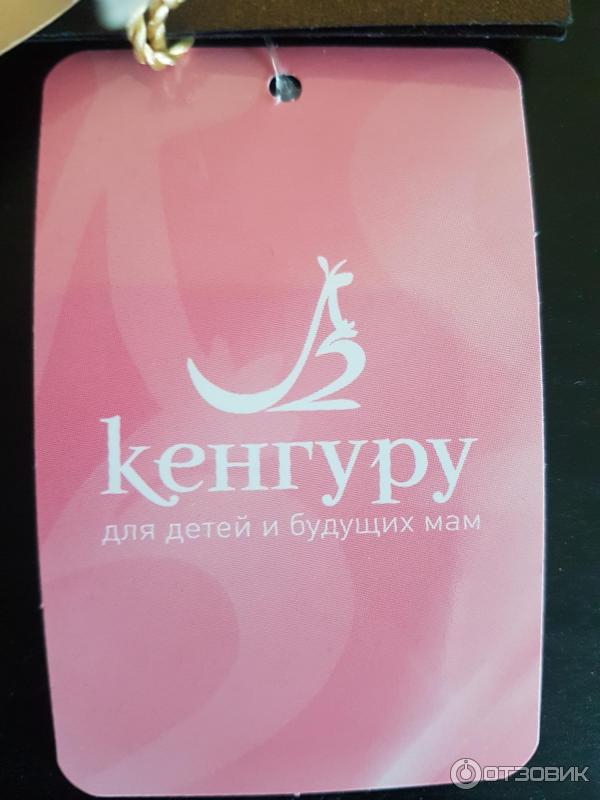 кенгуру
для детей и будущих мам
ОТЗОВИК